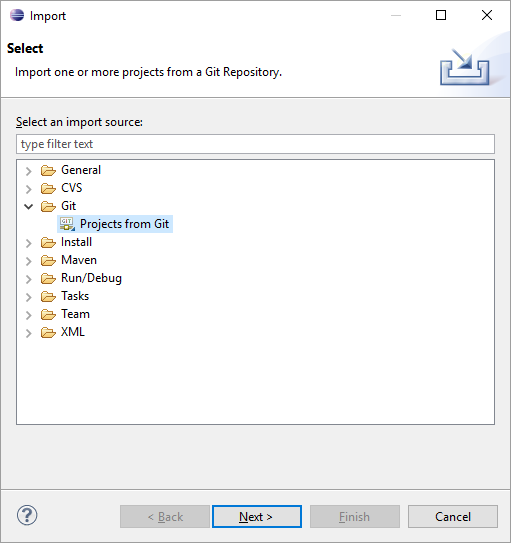 Import
Select
Import one or more projects from a Git Repository.
Select an import source:
type filter text
General
CVS
Git
GIT Projects from Git
Install
Maven
Run/Debug
Tasks
Team
XML
? < Back Next > Finish Cancel